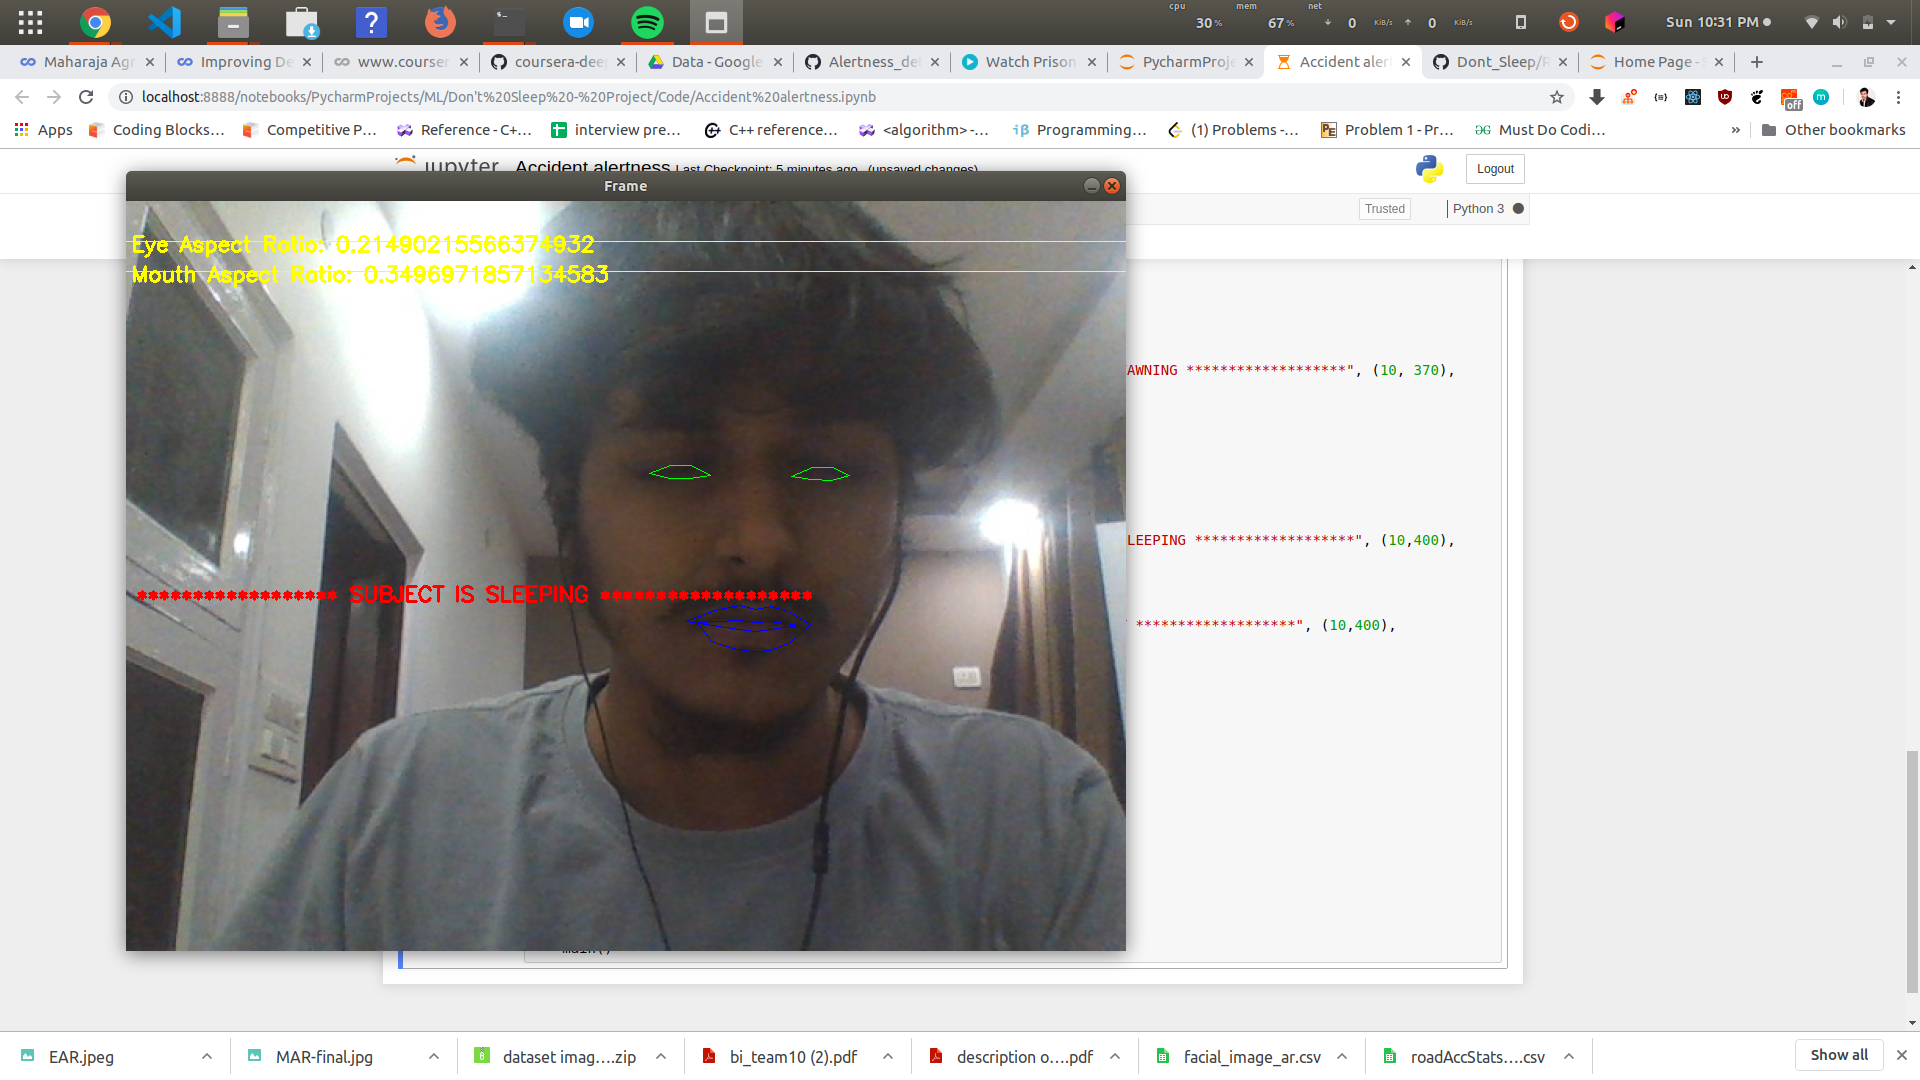 cpu
30 %
mem
67 %
net
0 KiB/s
0 KiB/s
Sun 10:31 PM
Maharaja Agr
Improving De
www.courser
coursera-dee
Data - Google
Alertness_de
Watch Prison
PycharmProje
Accident aler
Dont_Sleep/R
Home Page - S
localhost:8888/notebooks/PycharmProjects/ML/Don't%20Sleep%20-%20Project/Code/Accident%20alertness.ipynb
off
Apps
Coding Blocks...
Competitive P...
Reference - C+...
interview pre...
C++ reference...
<algorithm> -...
Programming...
(1) Problems -...
Problem 1 - Pr...
Must Do Codi...
»
Other bookmarks
jupyter
Accident alertness Last Checkpoint: 5 minutes ago (unsaved changes)
Logout
Trusted
Python 3
Frame
Eye Aspect Ratio: 0.21490215566374932
Mouth Aspect Ratio: 0.3496971857134583
****************** SUBJECT IS SLEEPING *******************
AWNING *******************", (10, 370),
LEEPING *******************", (10,400),
*******************", (10,400),
main()
EAR.jpeg
MAR-final.jpg
dataset imag....zip
bi_team10 (2).pdf
description o....pdf
facial_image_ar.csv
roadAccStats....csv
Show all